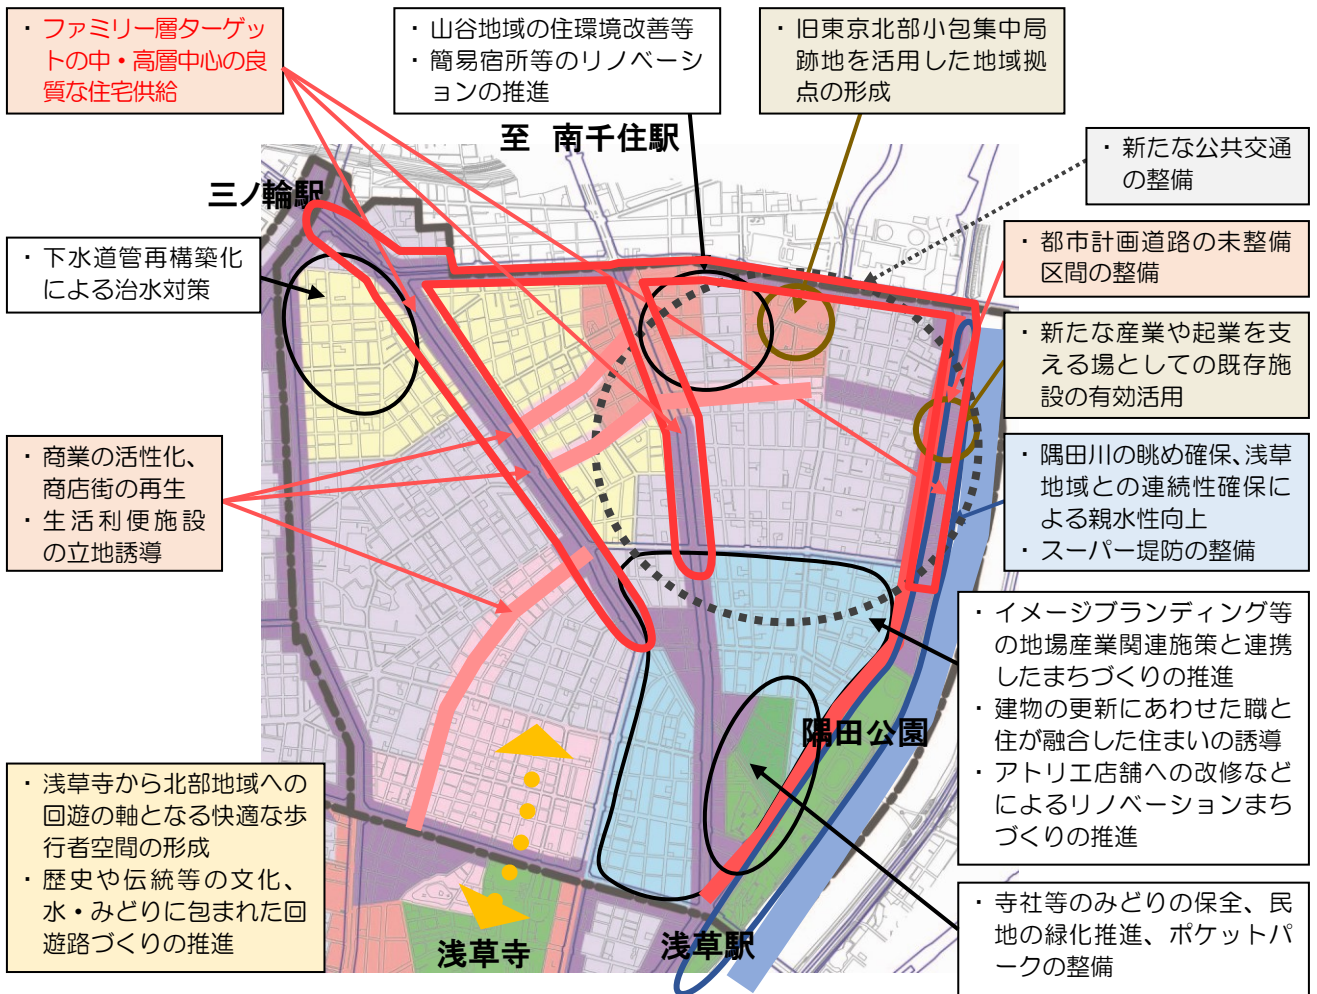 ・ファミリー層ターゲッ
トの中・高層中心の良
質な住宅供給
・山谷地域の住環境改善等
・簡易宿所等のリノベーシ
ョンの推進
・旧東京北部小包集中局
跡地を活用した地域拠
点の形成
至 南千住駅
・新たな公共交通
の整備
三ノ輪駅
・下水道管再構築化
による治水対策
・都市計画道路の未整備
区間の整備
・新たな産業や起業を支
える場としての既存施
設の有効活用
・商業の活性化、
商店街の再生
・生活利便施設
の立地誘導
・隅田川の眺め確保、浅草
地域との連続性確保に
よる親水性向上
・スーパー堤防の整備
・イメージブランディング等
の地場産業関連施策と連携
したまちづくりの推進
・建物の更新にあわせた職と
住が融合した住まいの誘導
・アトリエ店舗への改修など
によるリノベーションまち
づくりの推進
隅田公園
・浅草寺から北部地域への
回遊の軸となる快適な歩
行者空間の形成
・歴史や伝統等の文化、
水・みどりに包まれた回
遊路づくりの推進
・寺社等のみどりの保全、民
地の緑化推進、ポケットパ
ークの整備
浅草寺
浅草駅